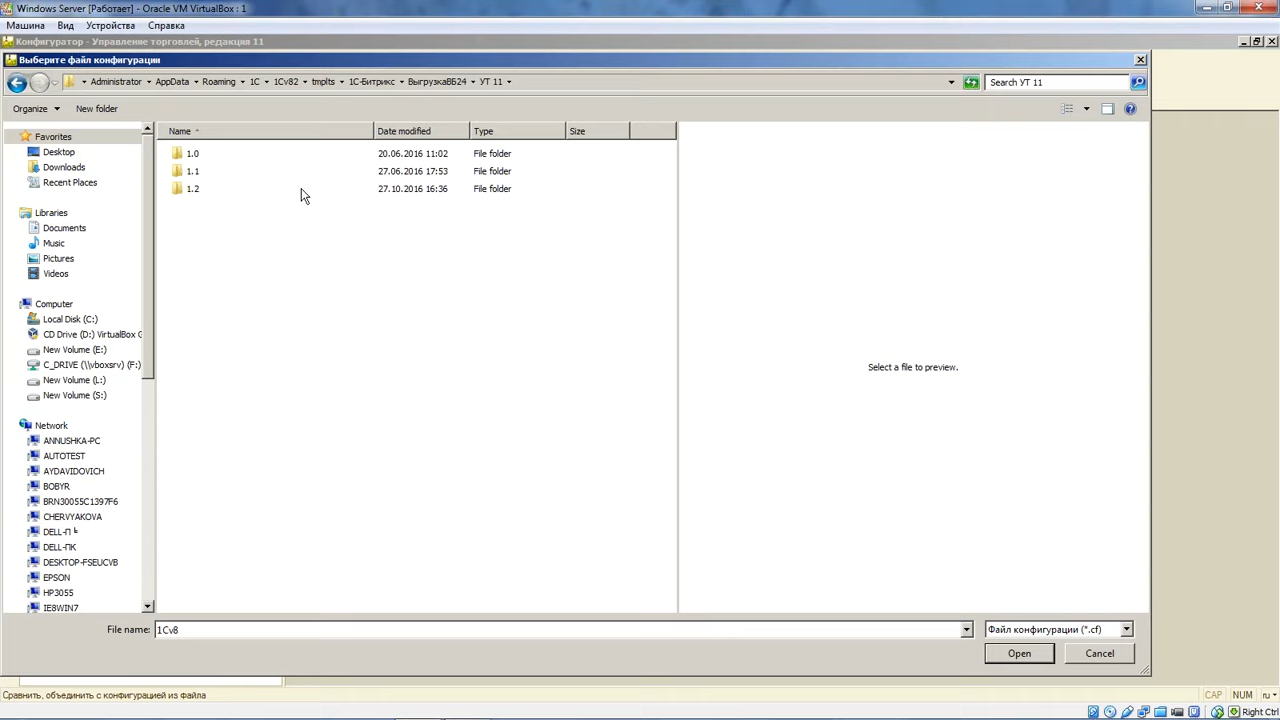 Windows Server [Работает] - Oracle VM VirtualBox : 1
Машина Вид Устройства Справка
Конфигуратор - Управление торговлей, редакция 11
Выберите файл конфигурации
Administrator AppData Roaming 1C 1Cv82 tmplts 1С-Битрикс ВыгрузкаВБ24 УТ 11
Search УТ 11
Organize New folder
Favorites
Desktop
Downloads
Recent Places
Libraries
Documents
Music
Pictures
Videos
Computer
Local Disk (C:)
CD Drive (D:) VirtualBox G
New Volume (E:)
C_DRIVE (\\vboxsrv) (F:)
New Volume (L:)
New Volume (S:)
Network
ANNUSHKA-PC
AUTOTEST
AYDAVIDOVICH
BOBYR
BRN30055C1397F6
CHERVYAKOVA
DELL-П╘
DELL-ПК
DESKTOP-FSEUCVB
EPSON
HP3055
IE8WIN7
Name Date modified Type Size
1.0 20.06.2016 11:02 File folder
1.1 27.06.2016 17:53 File folder
1.2 27.10.2016 16:36 File folder
Select a file to preview.
File name: 1Cv8 Файл конфигурации (*.cf)
Open Cancel
Сравнить, объединить с конфигурацией из файла CAP NUM ru
Right Ctrl